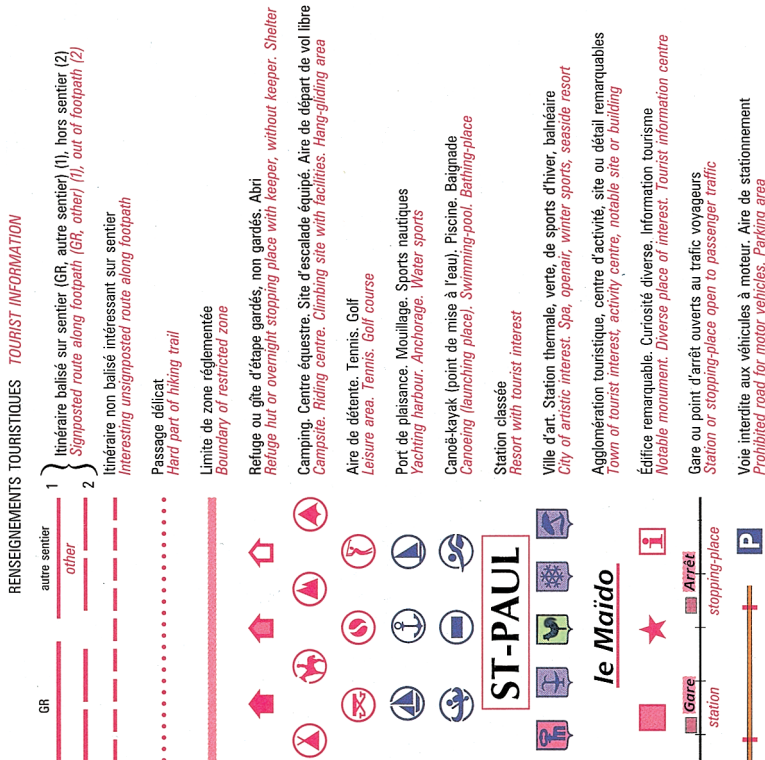 RENSEIGNEMENTS TOURISTIQUES TOURIST INFORMATION
GR
autre sentier
other
1
2
Itinéraire balisé sur sentier (GR, autre sentier) (1), hors sentier (2)
Signposted route along footpath (GR, other) (1), out of footpath (2)
Itinéraire non balisé intéressant sur sentier
Interesting unsignposted route along footpath
Passage délicat
Hard part of hiking trail
Limite de zone réglementée
Boundary of restricted zone
Refuge ou gîte d'étape gardés, non gardés. Abri
Refuge hut or overnight stopping place with keeper, without keeper. Shelter
Camping. Centre équestre. Site d'escalade équipé. Aire de départ de vol libre
Campsite. Riding centre. Climbing site with facilities. Hang-gliding area
Aire de détente. Tennis. Golf
Leisure area. Tennis. Golf course
Port de plaisance. Mouillage. Sports nautiques
Yachting harbour. Anchorage. Water sports
Canoë-kayak (point de mise à l'eau). Piscine. Baignade
Canoeing (launching place). Swimming-pool. Bathing-place
ST-PAUL
Station classée
Resort with tourist interest
Ville d'art. Station thermale, verte, de sports d'hiver, balnéaire
City of artistic interest. Spa, openair, winter sports, seaside resort
le Maïdo
Agglomération touristique, centre d'activité, site ou détail remarquables
Town of tourist interest, activity centre, notable site or building
i
Édifice remarquable. Curiosité diverse. Information tourisme
Notable monument. Diverse place of interest. Tourist information centre
Gare
station
Arrêt
stopping-place
Gare ou point d'arrêt ouverts au trafic voyageurs
Station or stopping-place open to passenger traffic
P
Voie interdite aux véhicules à moteur. Aire de stationnement
Prohibited road for motor vehicles. Parking area